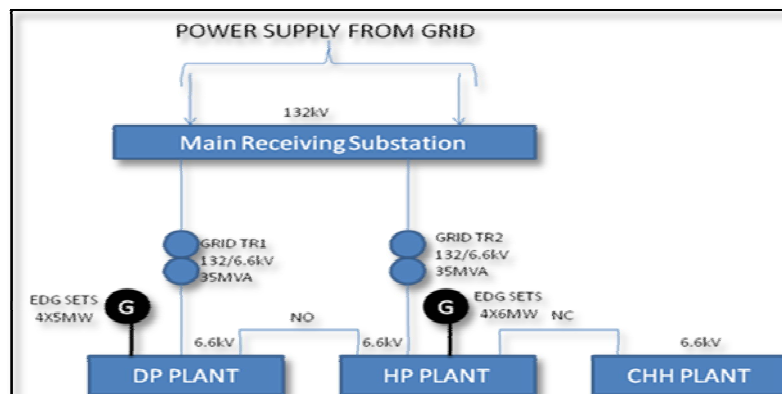 POWER SUPPLY FROM GRID
132kV
Main Receiving Substation
GRID TR1
132/6.6kV
35MVA
GRID TR2
132/6.6kV
35MVA
EDG SETS
4X5MW
G
G
EDG SETS
4X6MW
NO
NC
6.6kV
6.6kV
6.6kV
DP PLANT
HP PLANT
CHH PLANT